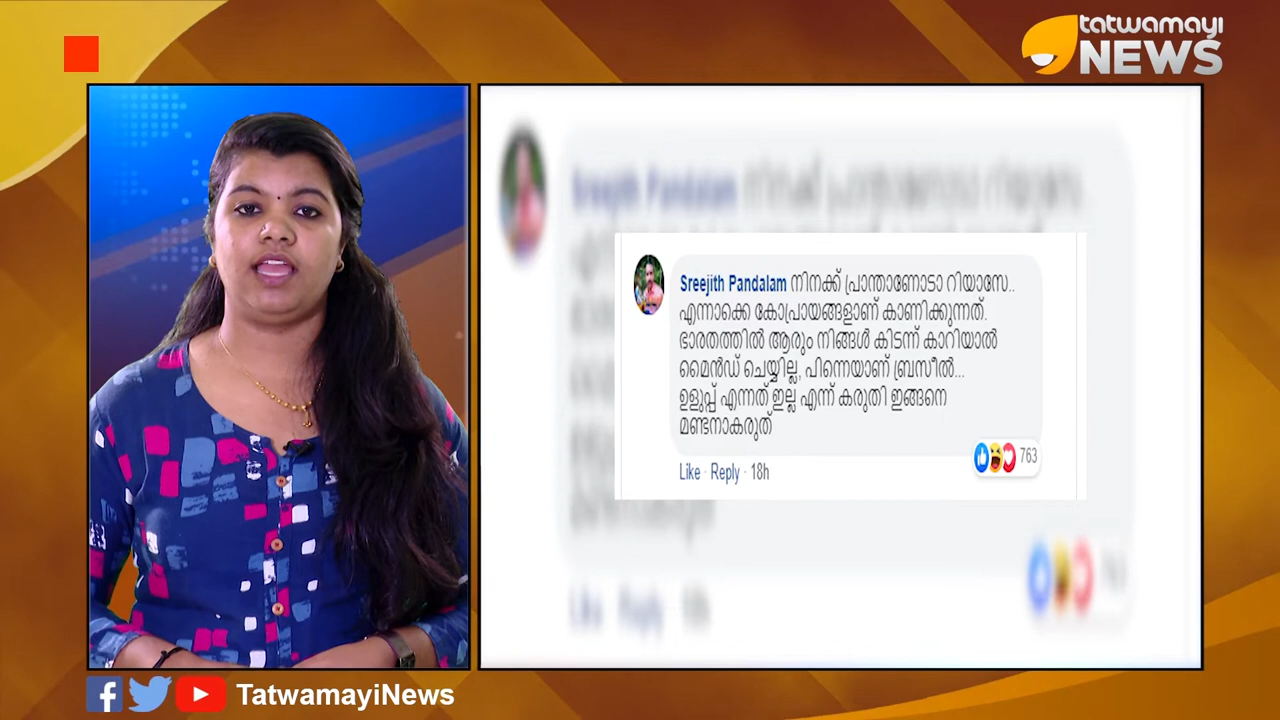 tatwamayi
NEWS
Sreejith Pandalam നിനക്ക് പ്രാന്താണോടാ റിയാസേ..
എന്നാക്കെ കോപ്രായങ്ങളാണ് കാണിക്കുന്നത്.
ഭാരതത്തിൽ ആരും നിങ്ങൾ കിടന്ന് കാറിയാൽ
മൈൻഡ് ചെയ്യില്ല, പിന്നെയാണ് ബ്രസീൽ...
ഉളുപ്പ് എന്നത് ഇല്ല എന്ന് കരുതി ഇങ്ങനെ
മണ്ടനാകരുത്
Like · Reply · 18h
763
TatwamayiNews